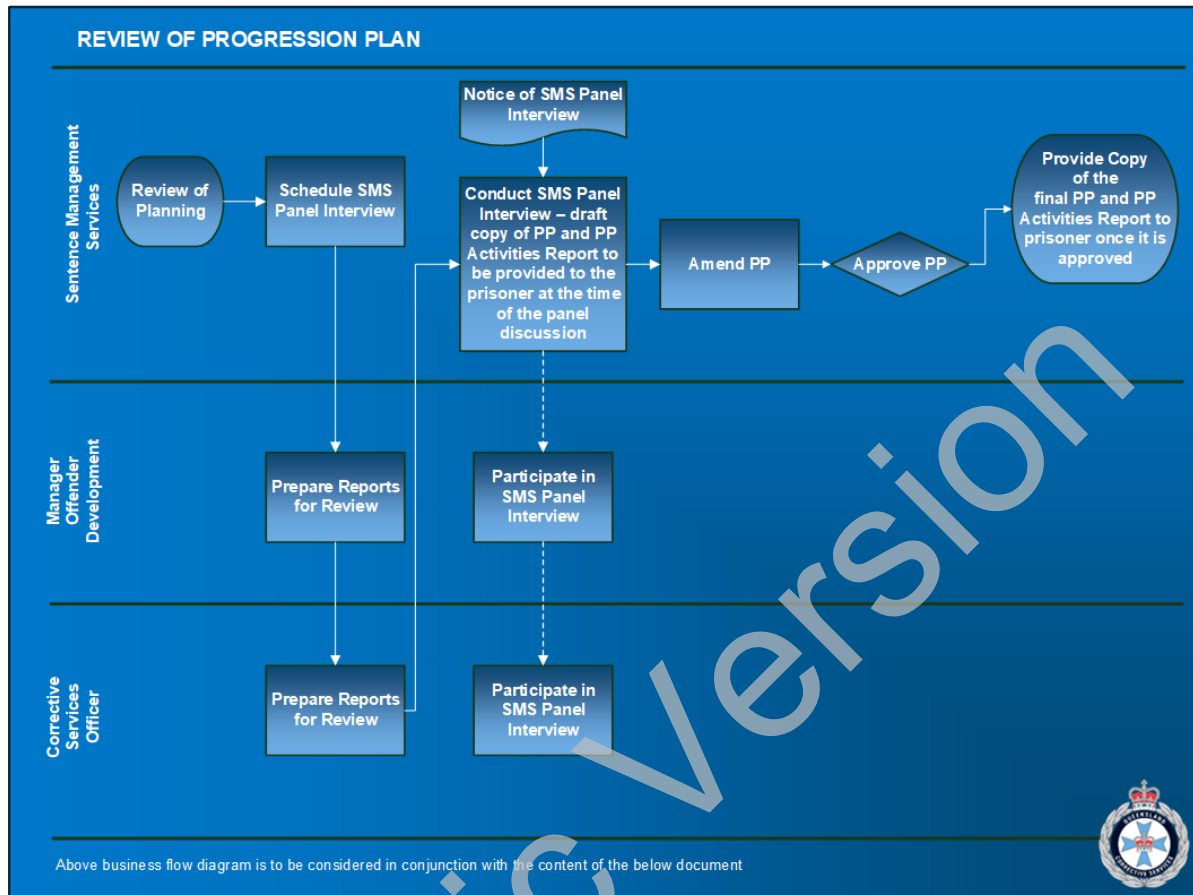 REVIEW OF PROGRESSION PLAN
Sentence Management
Services
Review of
Planning
Schedule SMS
Panel Interview
Notice of SMS Panel
Interview
Conduct SMS Panel
Interview – draft
copy of PP and PP
Activities Report to
be provided to the
prisoner at the time
of the panel
discussion
Amend PP
Approve PP
Provide Copy
of the
final PP and PP
Activities Report to
prisoner once it is
approved
Manager
Offender
Development
Prepare Reports
for Review
Participate in
SMS Panel
Interview
Corrective
Services
Officer
Prepare Reports
for Review
Participate in
SMS Panel
Interview
ic Version
Above business flow diagram is to be considered in conjunction with the content of the below document
QUEENSLAND
CORRECTIVE SERVICES